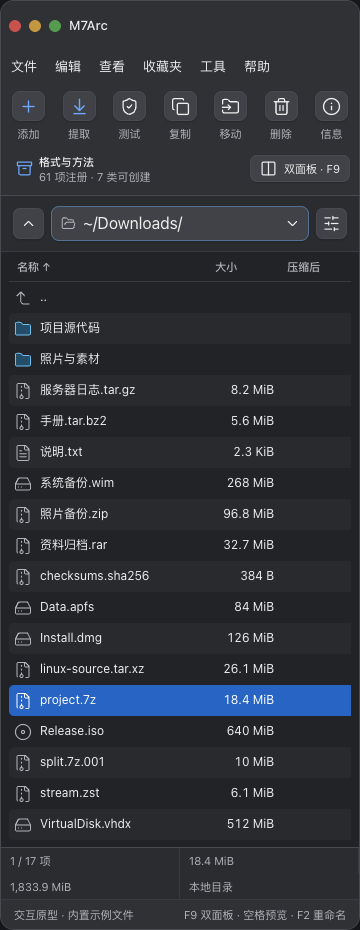 M7Arc
文件 编辑 查看 收藏夹 工具 帮助
添加 提取 测试 复制 移动 删除 信息
格式与方法
61 项注册 · 7 类可创建
双面板 · F9
~/Downloads/
名称 ↑ 大小 压缩后
..
项目源代码
照片与素材
服务器日志.tar.gz 8.2 MiB
手册.tar.bz2 5.6 MiB
说明.txt 2.3 KiB
系统备份.wim 268 MiB
照片备份.zip 96.8 MiB
资料归档.rar 32.7 MiB
checksums.sha256 384 B
Data.apfs 84 MiB
Install.dmg 126 MiB
linux-source.tar.xz 26.1 MiB
project.7z 18.4 MiB
Release.iso 640 MiB
split.7z.001 10 MiB
stream.zst 6.1 MiB
VirtualDisk.vhdx 512 MiB
1 / 17 项 18.4 MiB
1,833.9 MiB 本地目录
交互原型 · 内置示例文件 F9 双面板 · 空格预览 · F2 重命名